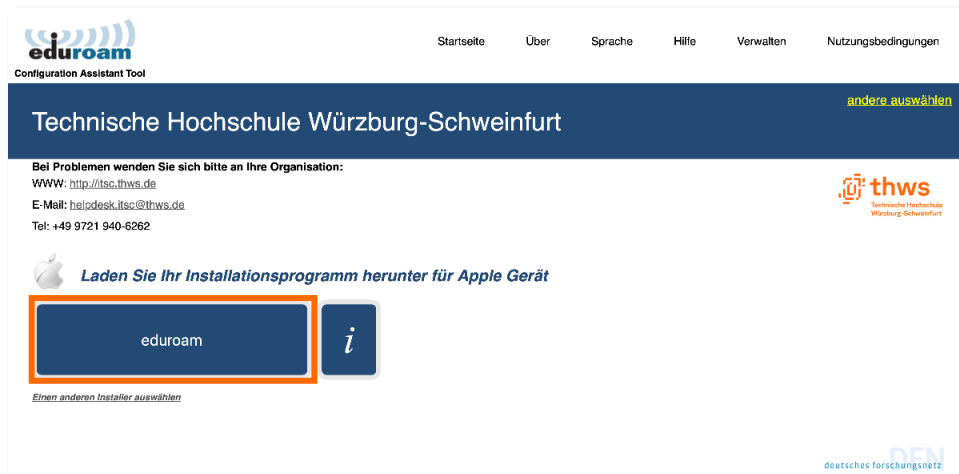 eduroam
Configuration Assistant Tool
Startseite Über Sprache Hilfe Verwalten Nutzungsbedingungen
andere auswählen
Technische Hochschule Würzburg-Schweinfurt
Bei Problemen wenden Sie sich bitte an Ihre Organisation:
WWW: http://itsc.thws.de
E-Mail: helpdesk.itsc@thws.de
Tel: +49 9721 940-6262
thws
Technische Hochschule
Würzburg-Schweinfurt
Laden Sie Ihr Installationsprogramm herunter für Apple Gerät
eduroam
i
Einen anderen Installer auswählen
DFN
deutsches forschungsnetz